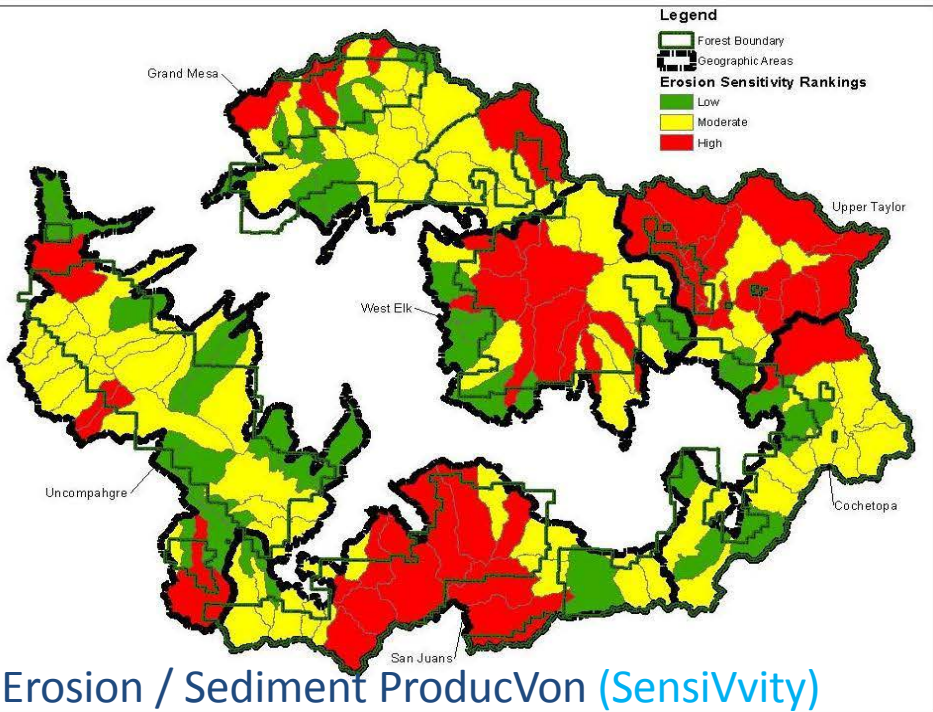 Legend
Forest Boundary
Geographic Areas
Erosion Sensitivity Rankings
Low
Moderate
High
Grand Mesa
Upper Taylor
West Elk
Uncompahgre
Cochetopa
San Juans
Erosion / Sediment ProducVon (SensiVvity)